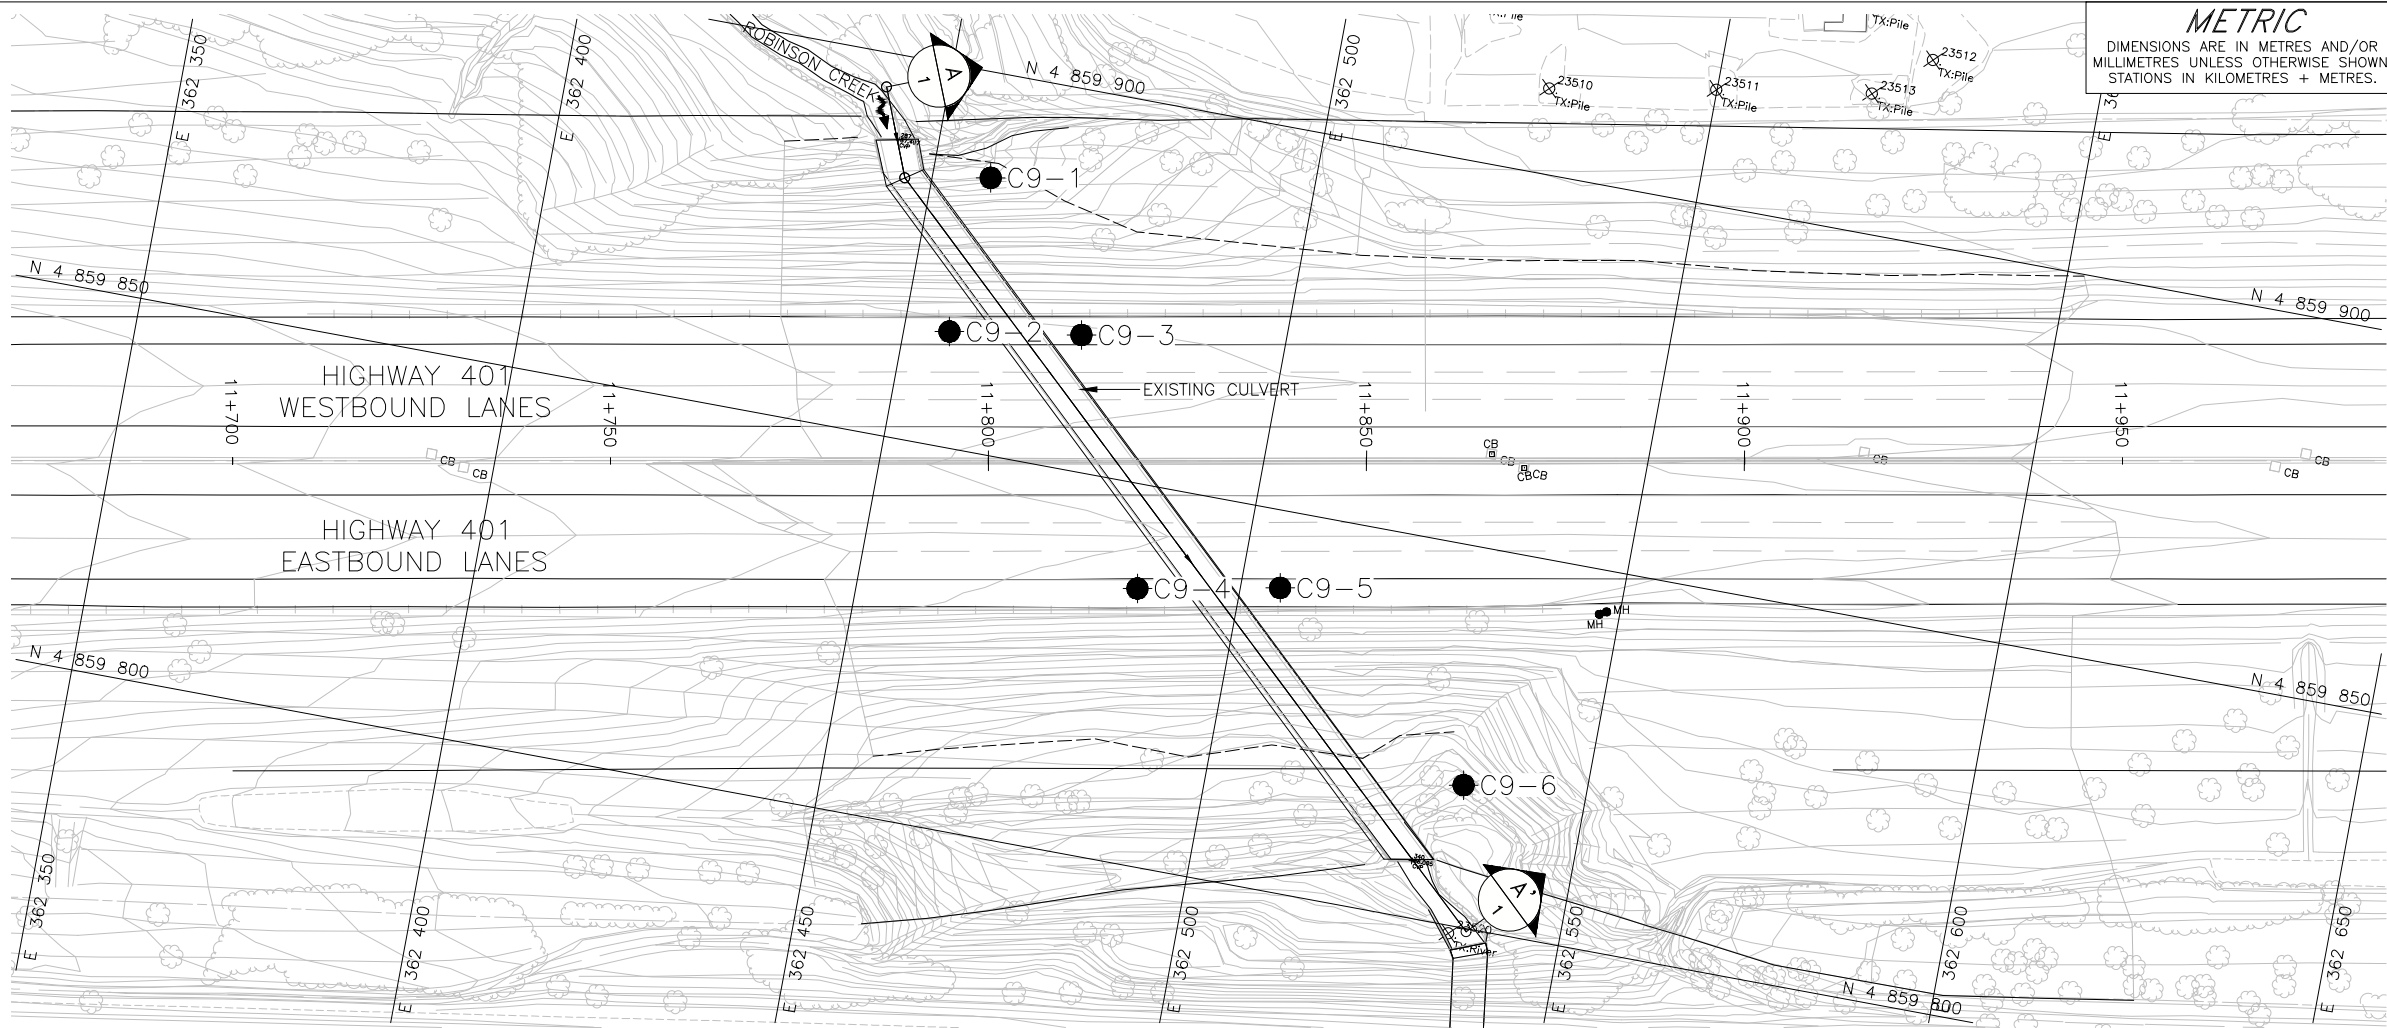 METRIC
DIMENSIONS ARE IN METRES AND/OR
MILLIMETRES UNLESS OTHERWISE SHOWN
STATIONS IN KILOMETRES + METRES.
TX:Pile
TX:Pile
E 362 350
E 362 400
ROBINSON CREEK
A
1
N 4 859 900
E 362 500
23510
TX:Pile
23511
TX:Pile
23513
TX:Pile
23512
TX:Pile
E
C9-1
N 4 859 850
N 4 859 900
C9-2
C9-3
HIGHWAY 401
WESTBOUND LANES
EXISTING CULVERT
11+700
11+750
11+800
11+850
11+900
11+950
CB
CB
CB
CB
CB
CB
CB
CB
CB
HIGHWAY 401
EASTBOUND LANES
C9-4
C9-5
MH
MH
N 4 859 800
N 4 859 850
C9-6
A'
1
TX:River
E 362 350
E 362 400
E 362 450
E 362 500
E 362 550
E 362 600
E 362 650
N 4 859 800